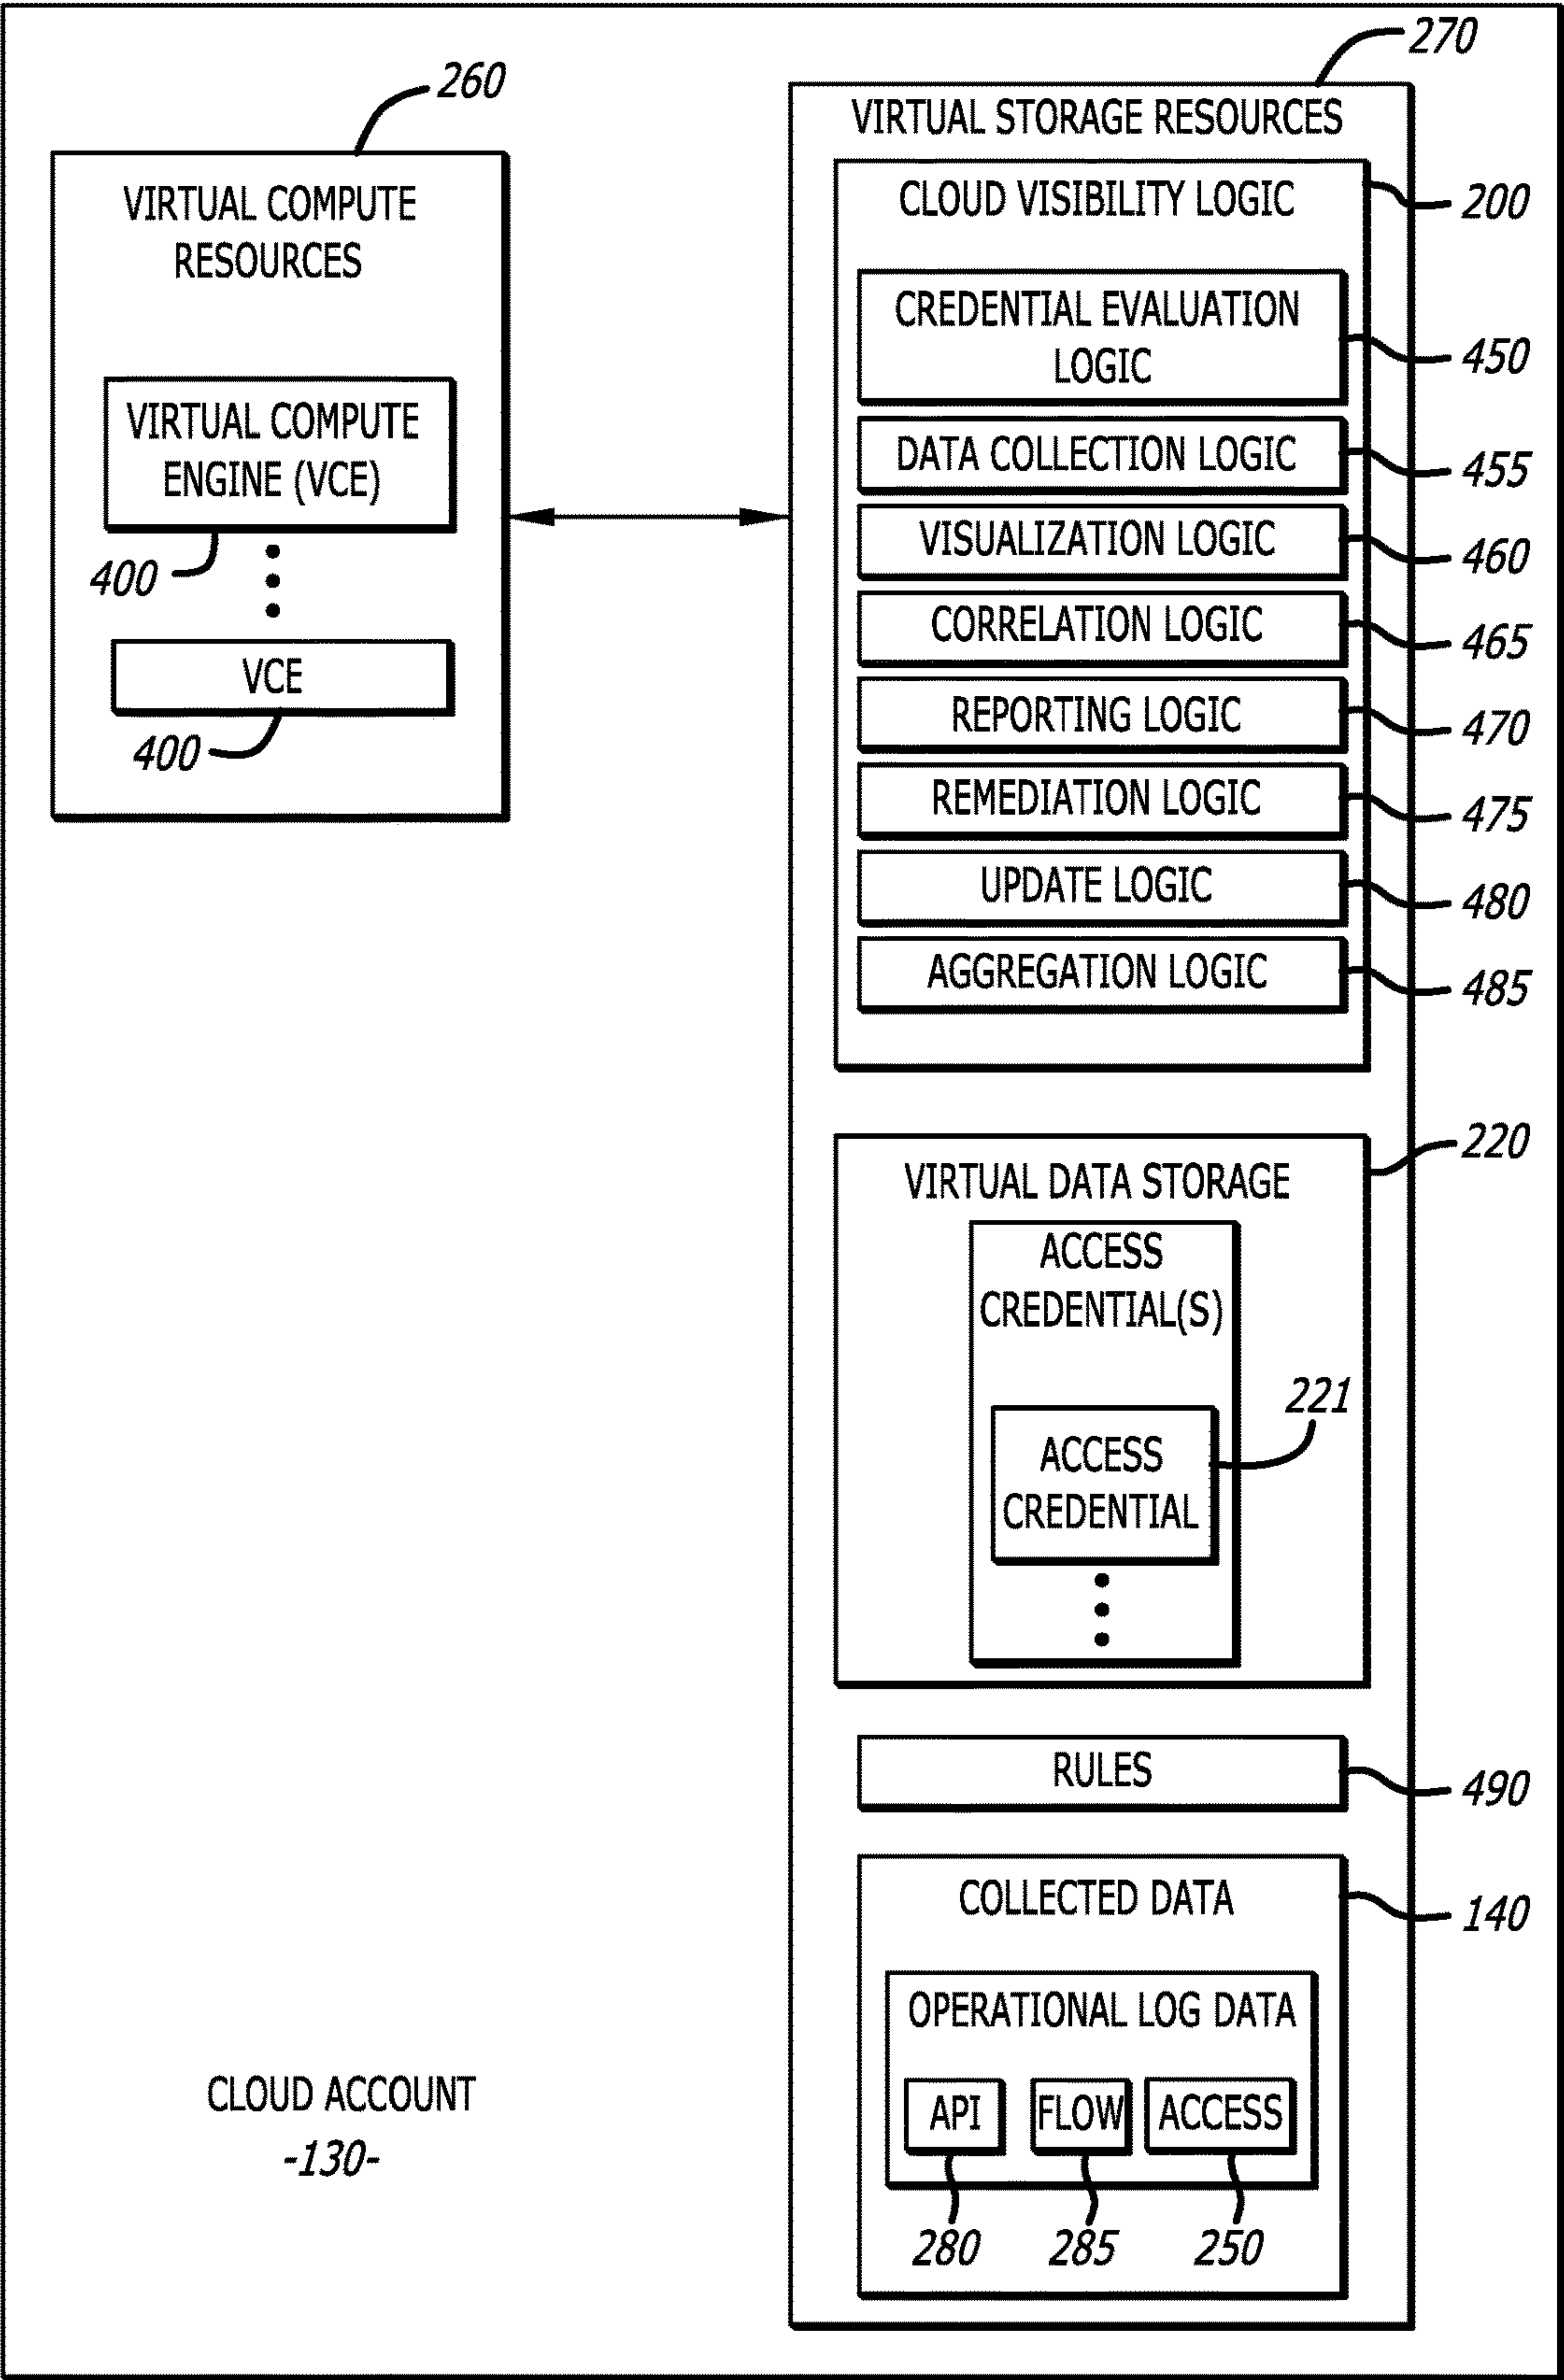 260
VIRTUAL COMPUTE
RESOURCES
VIRTUAL COMPUTE
ENGINE (VCE)
400
VCE
400
270
VIRTUAL STORAGE RESOURCES
CLOUD VISIBILITY LOGIC
200
CREDENTIAL EVALUATION
LOGIC
450
DATA COLLECTION LOGIC
455
VISUALIZATION LOGIC
460
CORRELATION LOGIC
465
REPORTING LOGIC
470
REMEDIATION LOGIC
475
UPDATE LOGIC
480
AGGREGATION LOGIC
485
220
VIRTUAL DATA STORAGE
ACCESS
CREDENTIAL(S)
221
ACCESS
CREDENTIAL
RULES
490
COLLECTED DATA
140
OPERATIONAL LOG DATA
API
FLOW
ACCESS
280
285
250
CLOUD ACCOUNT
-130-